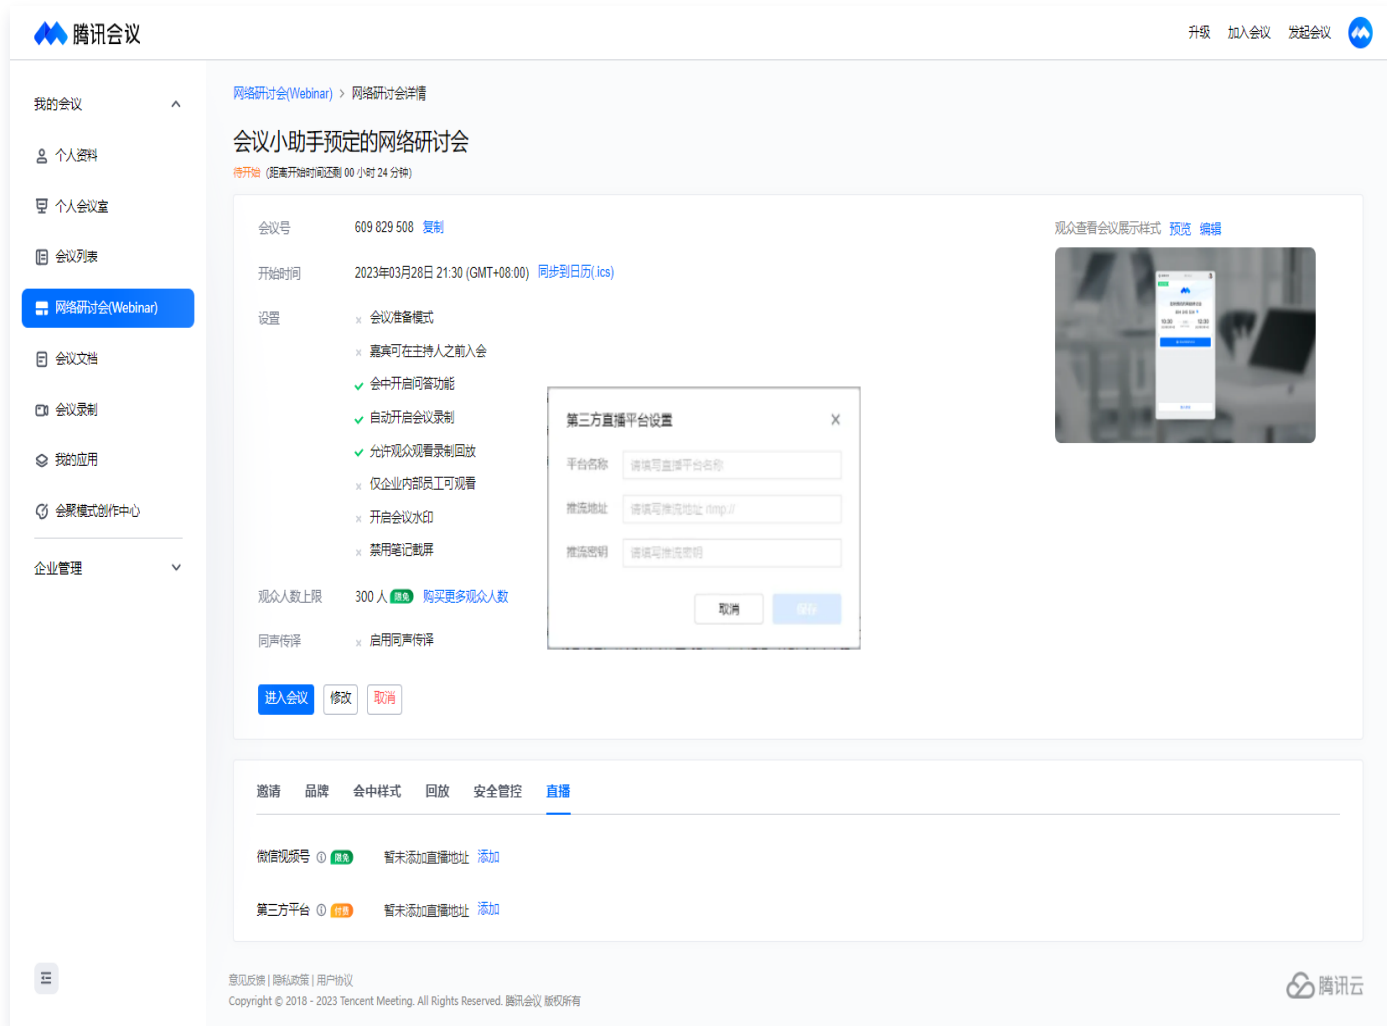 腾讯会议
升级 加入会议 发起会议
我的会议
个人资料
个人会议室
会议列表
网络研讨会(Webinar)
会议文档
会议录制
我的应用
会聚模式创作中心
企业管理
网络研讨会(Webinar) > 网络研讨会详情
会议小助手预定的网络研讨会
待开始 (距离开始时间还剩 00 小时 24 分钟)
会议号 609 829 508 复制
开始时间 2023年03月28日 21:30 (GMT+08:00) 同步到日历(.ics)
设置 会议准备模式
嘉宾可在主持人之前入会
会中开启问答功能
自动开启会议录制
允许观众观看录制回放
仅企业内部员工可观看
开启会议水印
禁用笔记截屏
观众人数上限 300 人 限免 购买更多观众人数
同声传译 启用同声传译
进入会议 修改 取消
观众查看会议展示样式 预览 编辑
第三方直播平台设置
平台名称 请填写直播平台名称
推流地址 请填写推流地址 rtmp://
推流密钥 请填写推流密钥
取消 保存
邀请 品牌 会中样式 回放 安全管控 直播
微信视频号 限免 暂未添加直播地址 添加
第三方平台 付费 暂未添加直播地址 添加
意见反馈 | 隐私政策 | 用户协议
Copyright © 2018 - 2023 Tencent Meeting. All Rights Reserved. 腾讯会议 版权所有
腾讯云